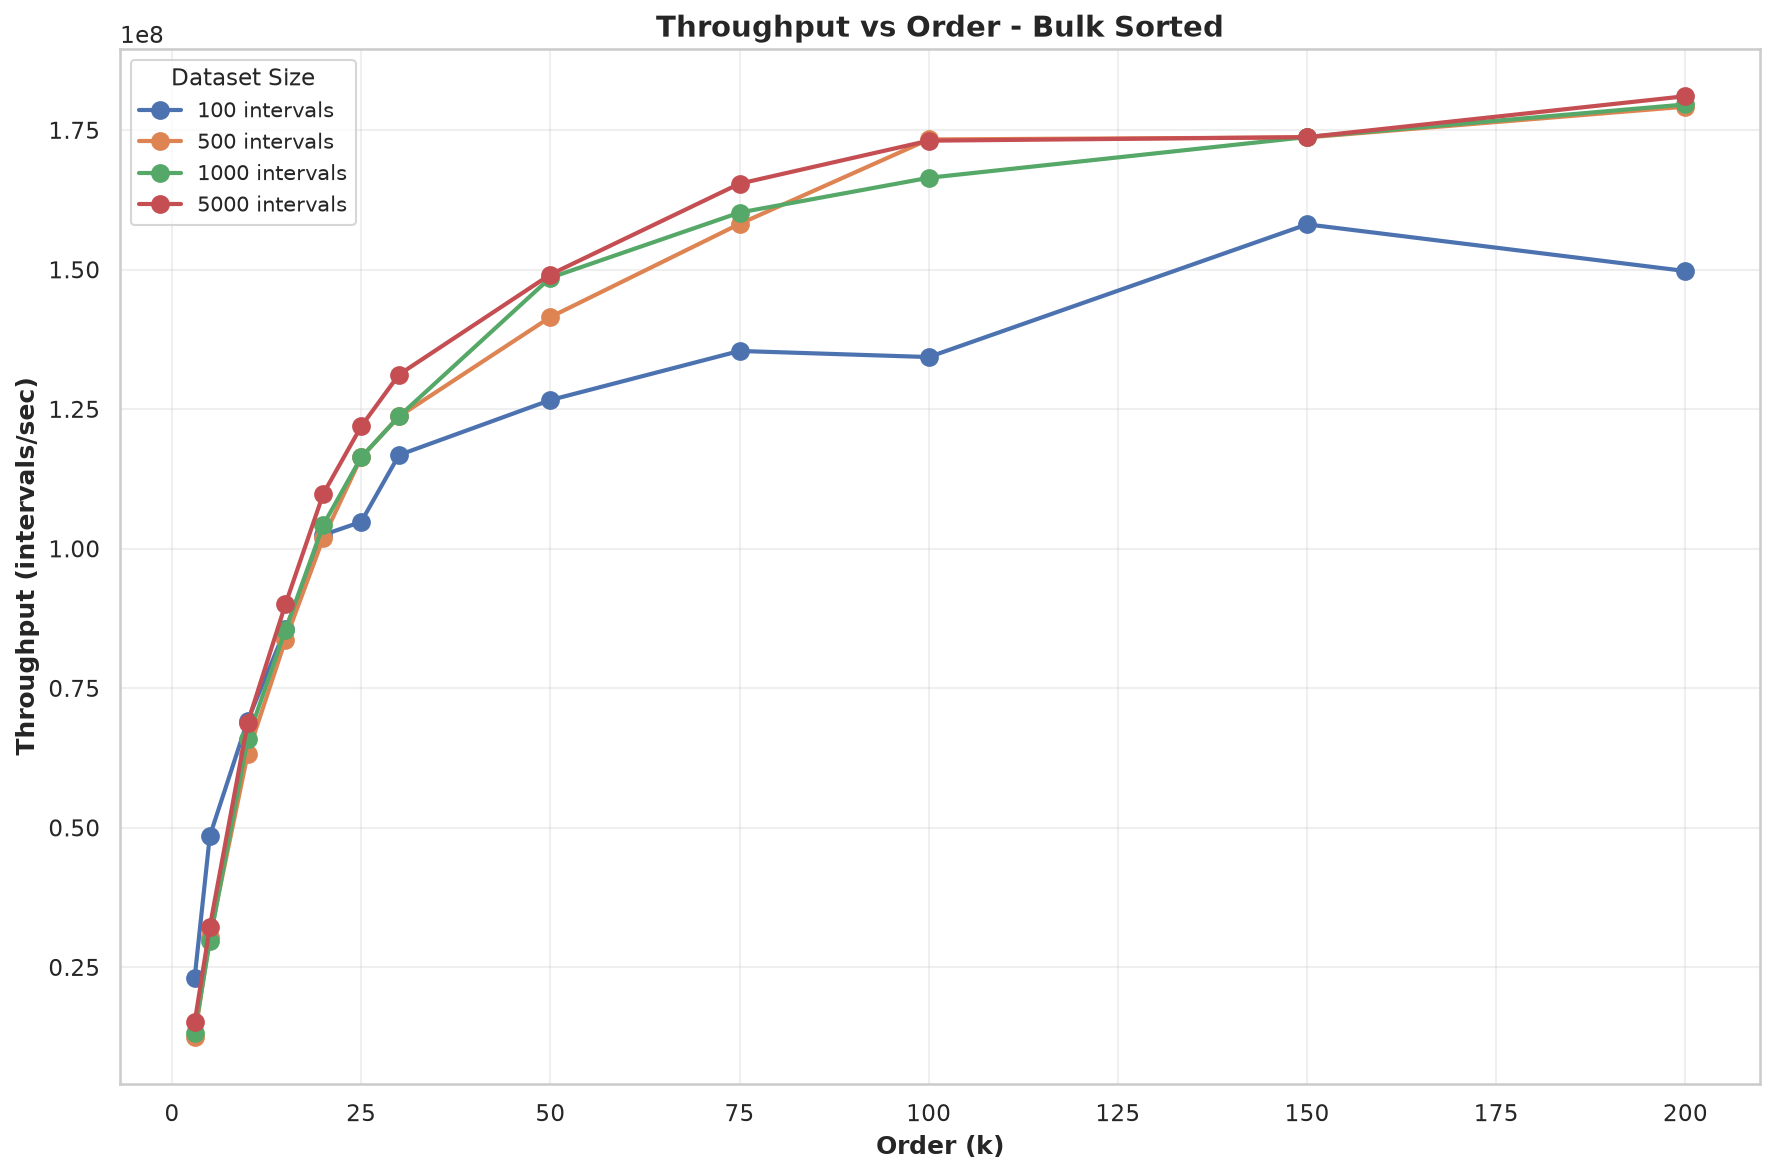 Throughput vs Order - Bulk Sorted
1e8
Dataset Size
100 intervals
500 intervals
1000 intervals
5000 intervals
1.75
1.50
1.25
1.00
0.75
0.50
0.25
Throughput (intervals/sec)
0 25 50 75 100 125 150 175 200
Order (k)